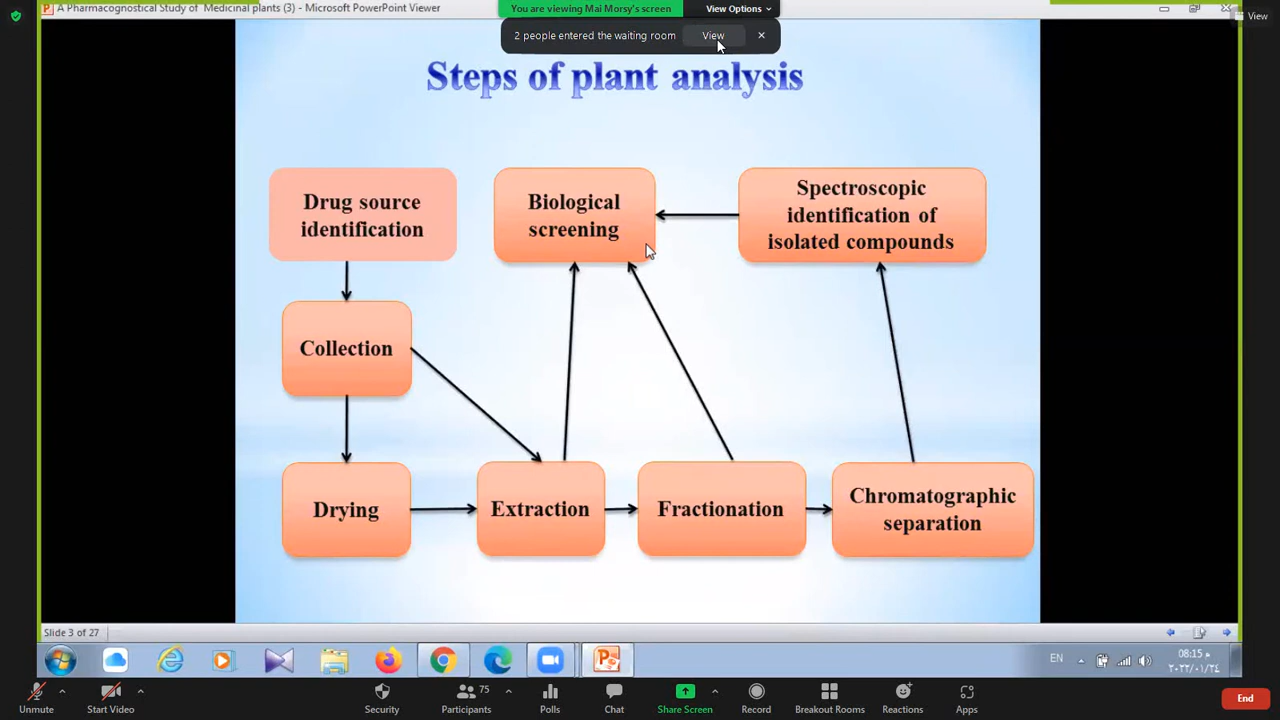 A Pharmacognostical Study of Medicinal plants (3) - Microsoft PowerPoint Viewer
You are viewing Mai Morsy's screen
View Options
View
2 people entered the waiting room
View
Steps of plant analysis
Drug source
identification
Biological
screening
Spectroscopic
identification of
isolated compounds
Collection
Drying
Extraction
Fractionation
Chromatographic
separation
Slide 3 of 27
EN
08:15 م
٢٠٢٢/٠١/٢٤
Unmute
Start Video
Security
Participants
75
Polls
Chat
Share Screen
Record
Breakout Rooms
Reactions
Apps
End